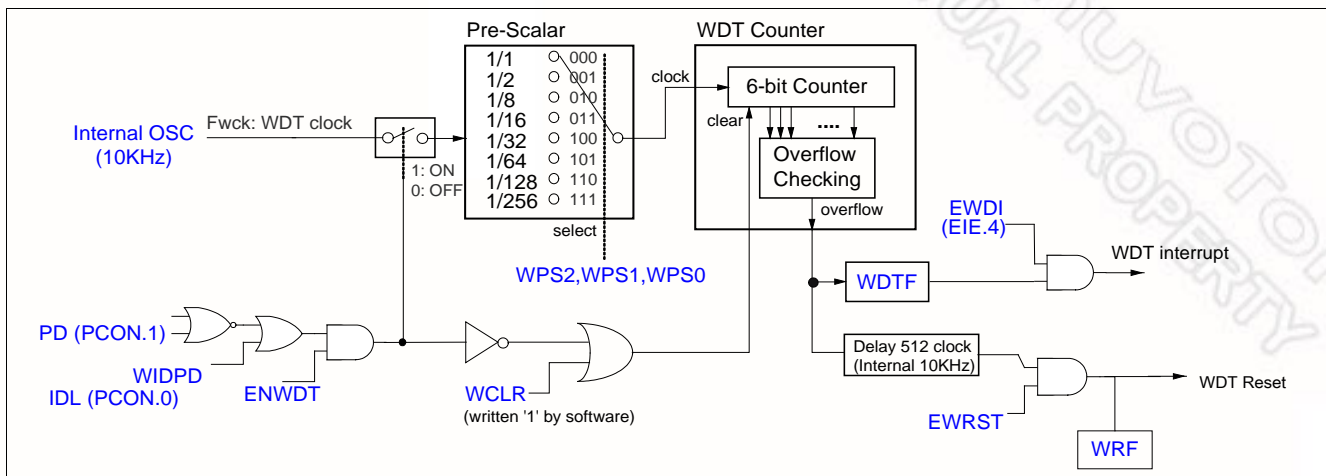 Pre-Scalar
WDT Counter
1/1 000
1/2 001
1/8 010
1/16 011
1/32 100
1/64 101
1/128 110
1/256 111
select
WPS2,WPS1,WPS0
Internal OSC
(10KHz)
Fwck: WDT clock
1: ON
0: OFF
clock
6-bit Counter
clear
....
Overflow
Checking
overflow
EWDI
(EIE.4)
WDT interrupt
WDTF
PD (PCON.1)
WIDPD
IDL (PCON.0)
ENWDT
WCLR
(written '1' by software)
Delay 512 clock
(Internal 10KHz)
EWRST
WDT Reset
WRF
NUVOTON
PROPERTY